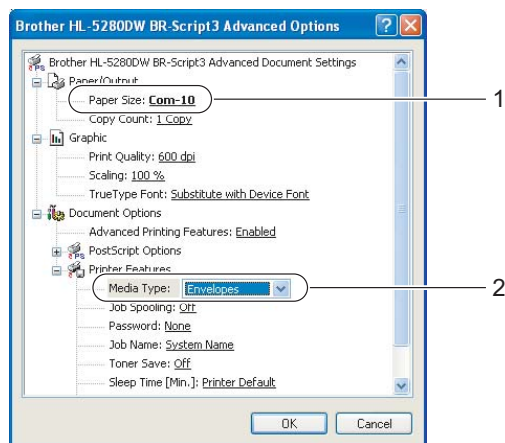 Brother HL-5280DW BR-Script3 Advanced Options
Brother HL-5280DW BR-Script3 Advanced Document Settings
Paper/Output
Paper Size: Com-10
1
Copy Count: 1 Copy
Graphic
Print Quality: 600 dpi
Scaling: 100 %
TrueType Font: Substitute with Device Font
Document Options
Advanced Printing Features: Enabled
PostScript Options
Printer Features
Media Type: Envelopes
2
Job Spooling: Off
Password: None
Job Name: System Name
Toner Save: Off
Sleep Time [Min.]: Printer Default
OK Cancel